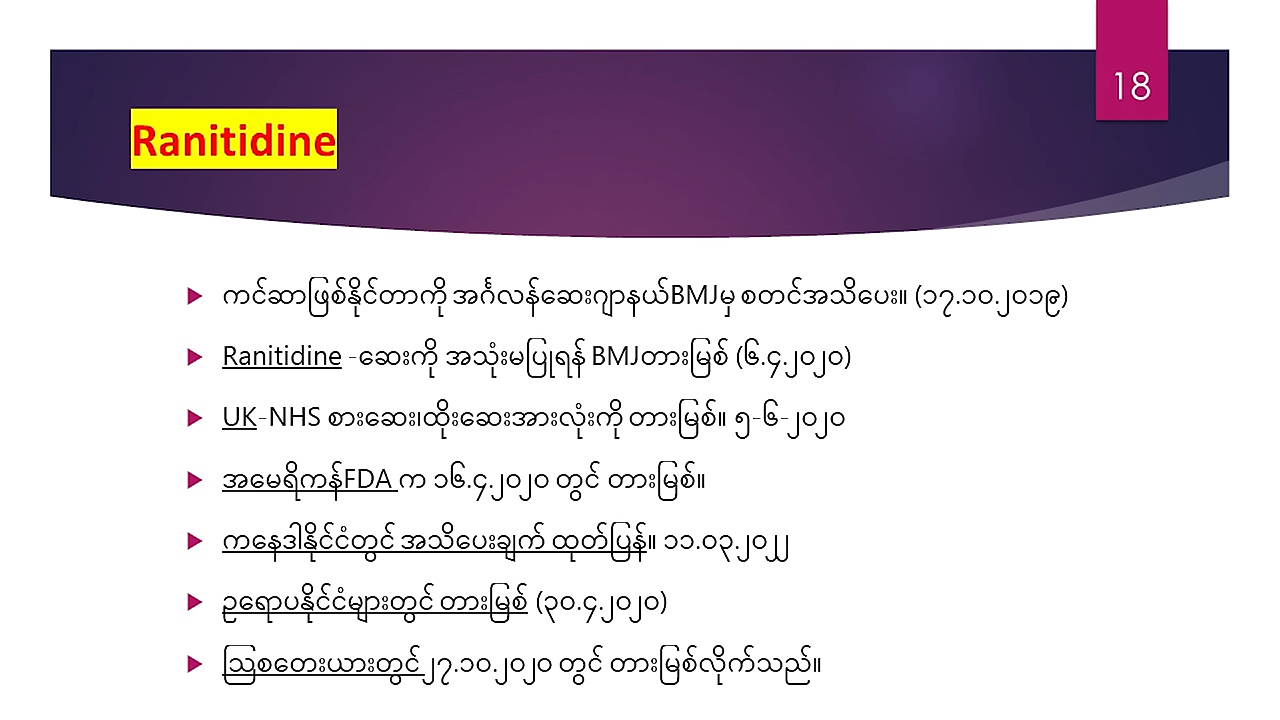 18
Ranitidine
ကင်ဆာဖြစ်နိုင်တာကို အင်္ဂလန်ဆေးဂျာနယ်BMJမှ စတင်အသိပေး။ (၁၇.၁၀.၂၀၁၉)
Ranitidine -ဆေးကို အသုံးမပြုရန် BMJတားမြစ် (၆.၄.၂၀၂၀)
UK-NHS စားဆေး၊ထိုးဆေးအားလုံးကို တားမြစ်။ ၅-၆-၂၀၂၀
အမေရိကန်FDA က ၁၆.၄.၂၀၂၀ တွင် တားမြစ်။
ကနေဒါနိုင်ငံတွင် အသိပေးချက် ထုတ်ပြန်။ ၁၁.၀၃.၂၀၂၂
ဥရောပနိုင်ငံများတွင် တားမြစ် (၃၀.၄.၂၀၂၀)
ဩစတေးယားတွင် ၂၇.၁၀.၂၀၂၀ တွင် တားမြစ်လိုက်သည်။